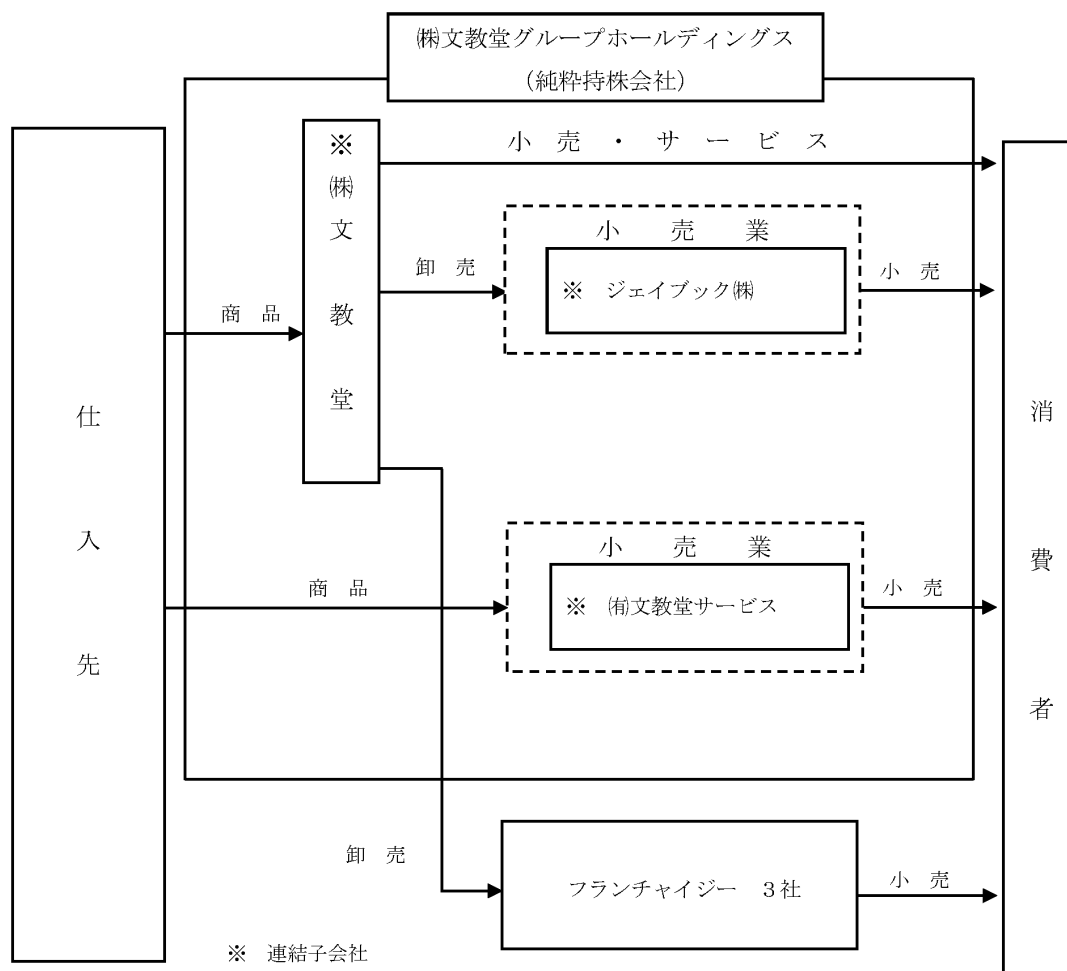 ㈱文教堂グループホールディングス
（純粋持株会社）
小売・サービス
※㈱文教堂
小売業
卸売
※ ジェイブック㈱
小売
商品
仕入先
消費者
小売業
商品
※ ㈲文教堂サービス
小売
卸売
フランチャイジー ３社
小売
※ 連結子会社